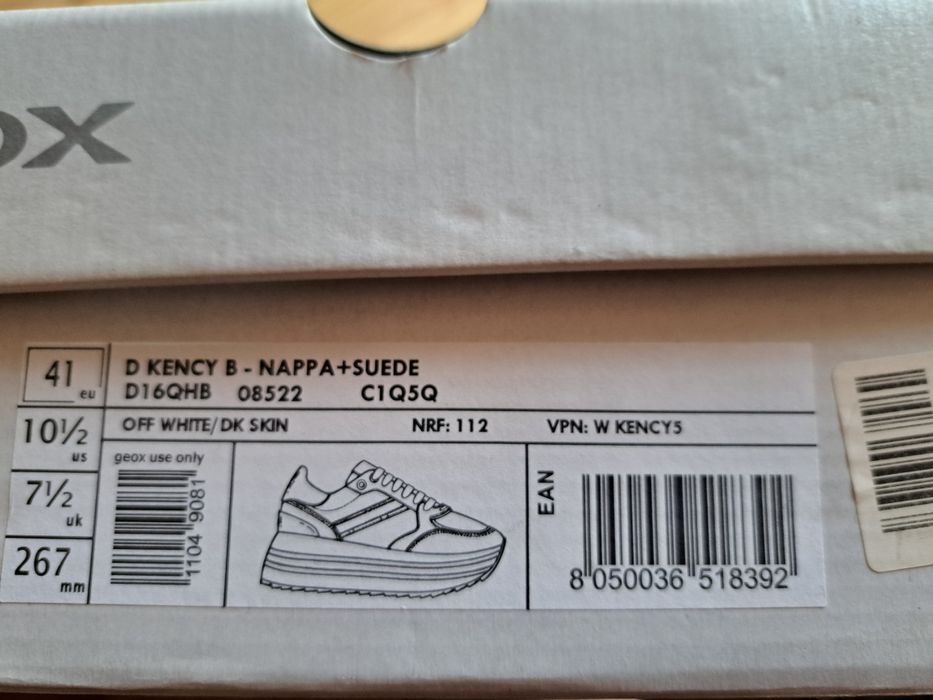 OX
41 eu
D KENCY B - NAPPA+SUEDE
D16QHB 08522 C1Q5Q
10½ us
OFF WHITE/DK SKIN NRF: 112 VPN: W KENCY5
geox use only
7½ uk
267 mm
1104 9081
EAN
8 050036 518392